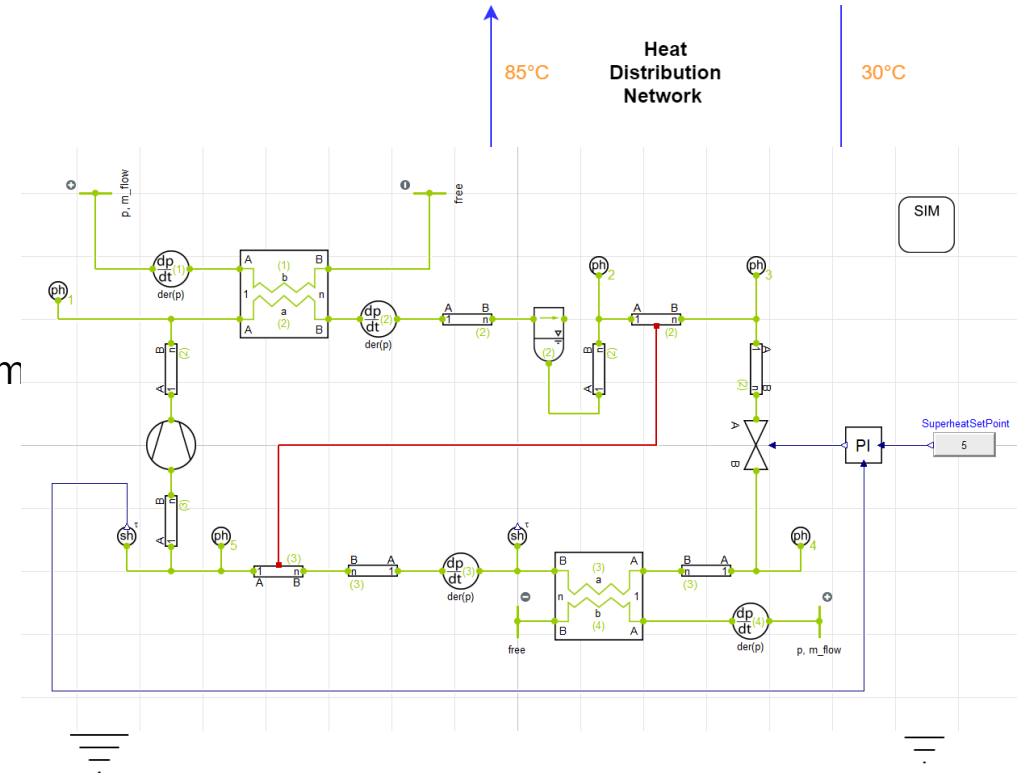 85°C
Heat
Distribution
Network
30°C
p, m_flow
free
SIM
dp
dt
(1)
der(p)
A
B
(1)
b
1
n
a
(2)
A
B
ph
1
dp
dt
(2)
der(p)
A
B
1
n
(2)
(2)
ph
2
A
B
1
n
(2)
ph
3
B
n
(2)
A
1
m
B
n
(2)
A
1
A
1
(2)
n
B
A
B
PI
SuperheatSetPoint
5
B
n
(3)
A
1
sh
τ
ph
5
(3)
1
n
A
B
B
A
n
1
(3)
dp
dt
(3)
der(p)
sh
τ
B
A
(3)
a
n
1
b
(4)
B
A
B
A
n
1
(3)
ph
4
free
dp
dt
(4)
der(p)
p, m_flow